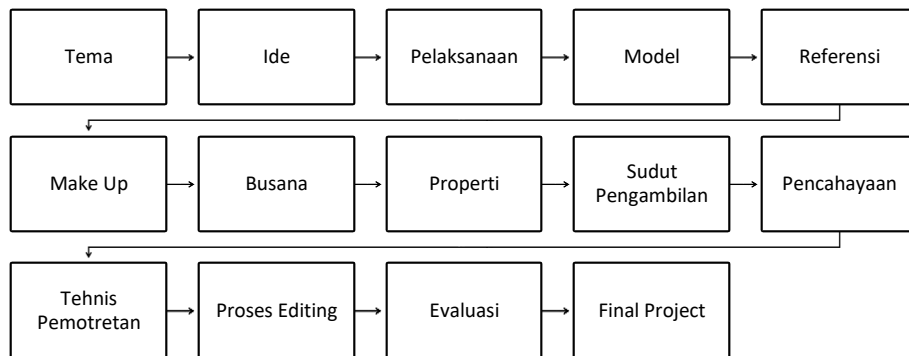 Tema
Ide
Pelaksanaan
Model
Referensi
Make Up
Busana
Properti
Sudut
Pengambilan
Pencahayaan
Tehnis
Pemotretan
Proses Editing
Evaluasi
Final Project